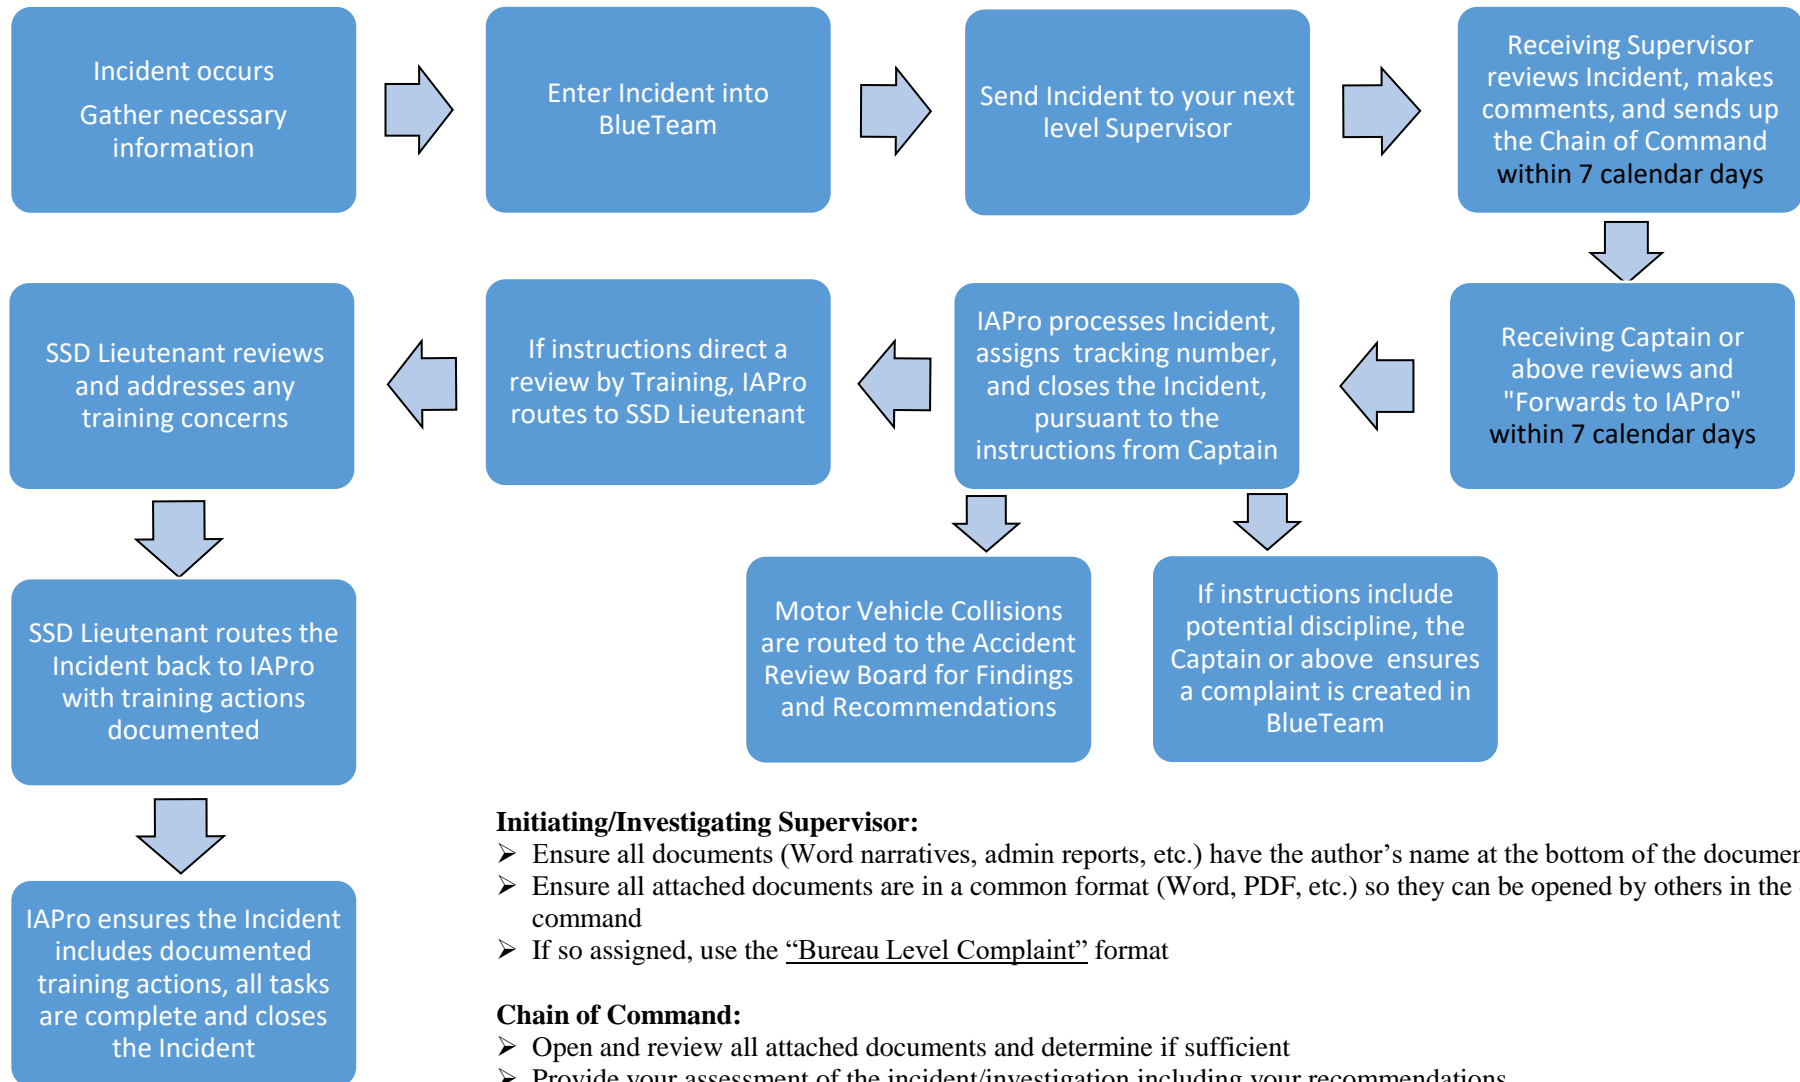 Incident occurs
Gather necessary
information
Enter Incident into
BlueTeam
Send Incident to your next
level Supervisor
Receiving Supervisor
reviews Incident, makes
comments, and sends up
the Chain of Command
within 7 calendar days
Receiving Captain or
above reviews and
"Forwards to IAPro"
within 7 calendar days
IAPro processes Incident,
assigns tracking number,
and closes the Incident,
pursuant to the
instructions from Captain
If instructions direct a
review by Training, IAPro
routes to SSD Lieutenant
SSD Lieutenant reviews
and addresses any
training concerns
SSD Lieutenant routes the
Incident back to IAPro
with training actions
documented
IAPro ensures the Incident
includes documented
training actions, all tasks
are complete and closes
the Incident
Motor Vehicle Collisions
are routed to the Accident
Review Board for Findings
and Recommendations
If instructions include
potential discipline, the
Captain or above ensures
a complaint is created in
BlueTeam
Initiating/Investigating Supervisor:
➢ Ensure all documents (Word narratives, admin reports, etc.) have the author’s name at the bottom of the
➢ Ensure all attached documents are in a common format (Word, PDF, etc.) so they can be opened by others in the
command
➢ If so assigned, use the “Bureau Level Complaint” format
Chain of Command:
➢ Open and review all attached documents and determine if sufficient
➢ Provide your assessment of the incident/investigation including your recommendations